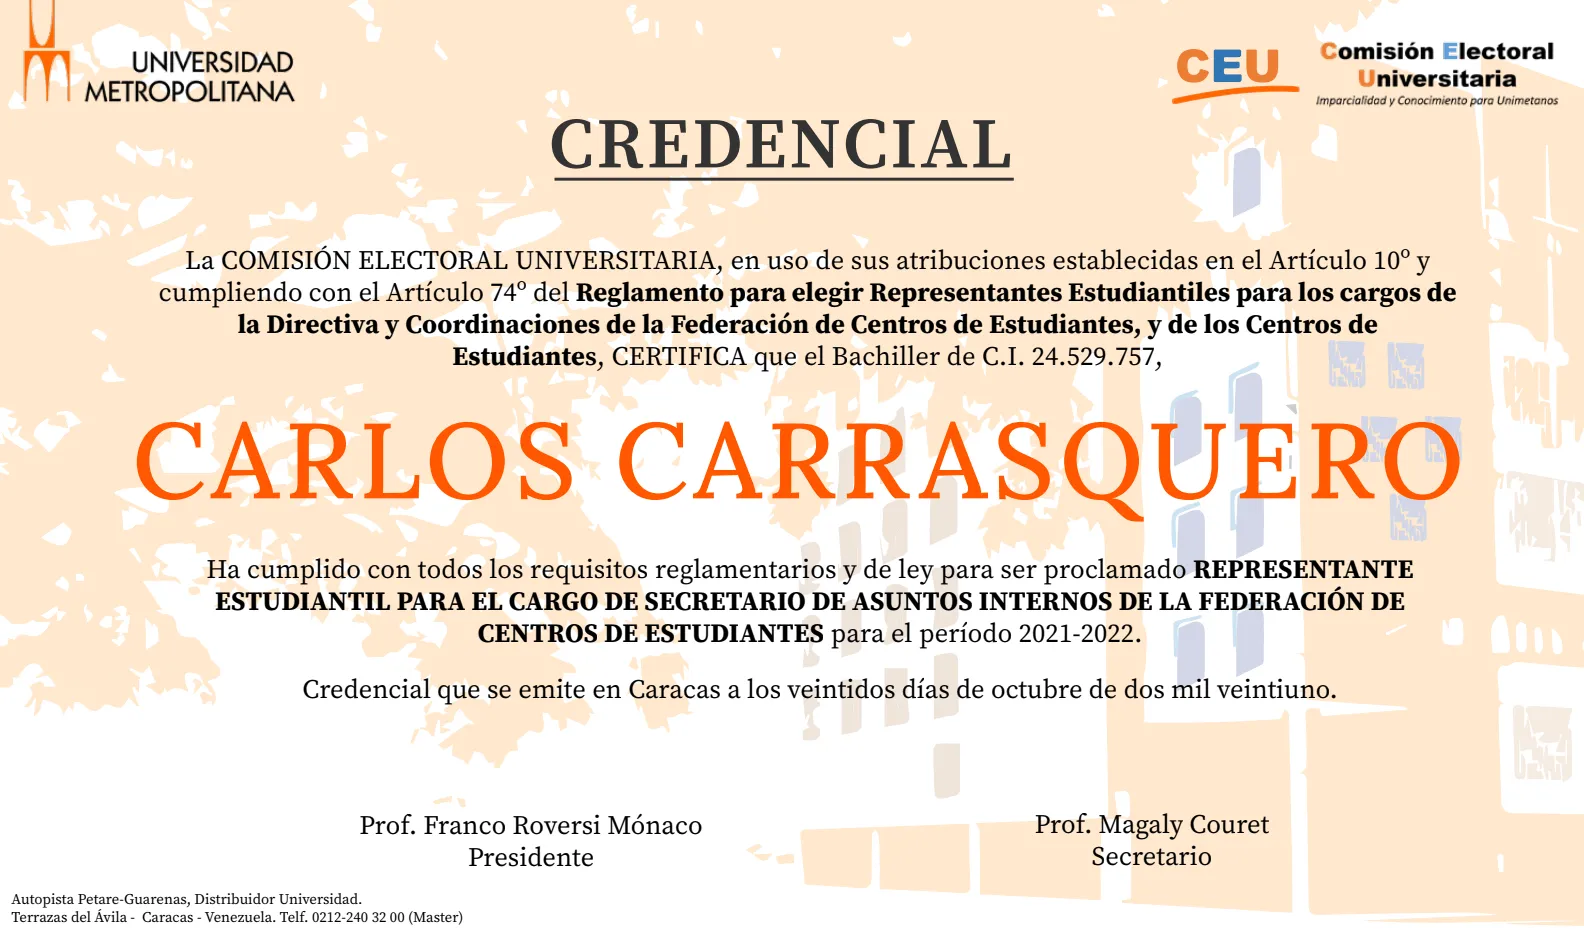 UNIVERSIDAD
METROPOLITANA
CEU
Comisión Electoral
Universitaria
Imparcialidad y Conocimiento para Unimetanos
CREDENCIAL
La COMISIÓN ELECTORAL UNIVERSITARIA, en uso de sus atribuciones establecidas en el Artículo 10º y
cumpliendo con el Artículo 74º del Reglamento para elegir Representantes Estudiantiles para los cargos de
la Directiva y Coordinaciones de la Federación de Centros de Estudiantes, y de los Centros de
Estudiantes, CERTIFICA que el Bachiller de C.I. 24.529.757,
CARLOS CARRASQUERO
Ha cumplido con todos los requisitos reglamentarios y de ley para ser proclamado REPRESENTANTE
ESTUDIANTIL PARA EL CARGO DE SECRETARIO DE ASUNTOS INTERNOS DE LA FEDERACIÓN DE
CENTROS DE ESTUDIANTES para el período 2021-2022.
Credencial que se emite en Caracas a los veintidos días de octubre de dos mil veintiuno.
Prof. Franco Roversi Mónaco
Presidente
Prof. Magaly Couret
Secretario
Autopista Petare-Guarenas, Distribuidor Universidad.
Terrazas del Ávila - Caracas - Venezuela. Telf. 0212-240 32 00 (Master)